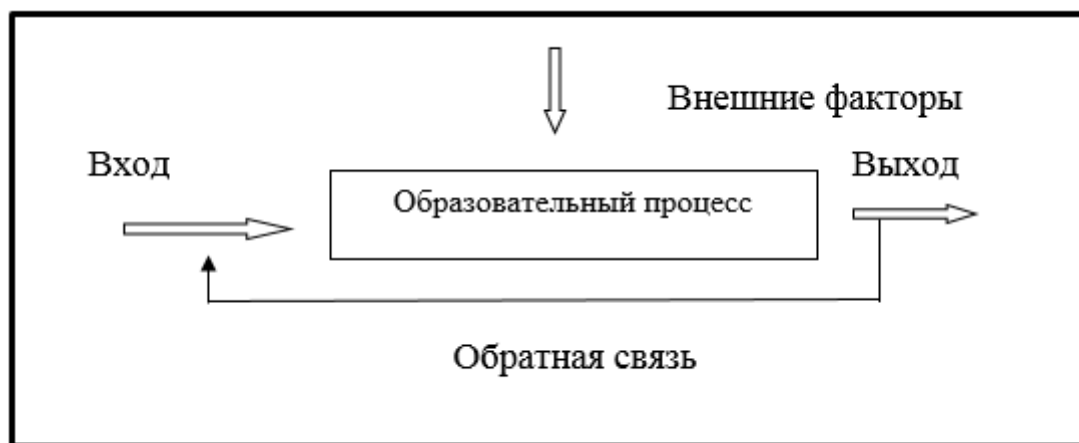 Внешние факторы
Вход
Выход
Образовательный процесс
Обратная связь